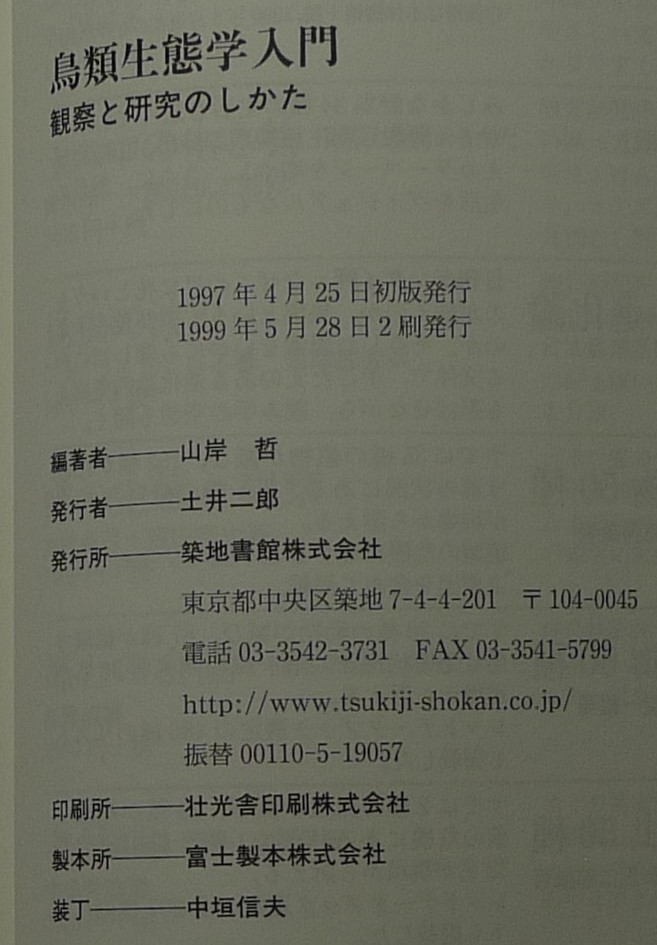 鳥類生態学入門
観察と研究のしかた
1997年4月25日初版発行
1999年5月28日2刷発行
編著者───山岸 哲
発行者───土井二郎
発行所───築地書館株式会社
東京都中央区築地7-4-4-201 〒104-0045
電話03-3542-3731 FAX03-3541-5799
http://www.tsukiji-shokan.co.jp/
振替00110-5-19057
印刷所───壮光舎印刷株式会社
製本所───富士製本株式会社
装丁────中垣信夫